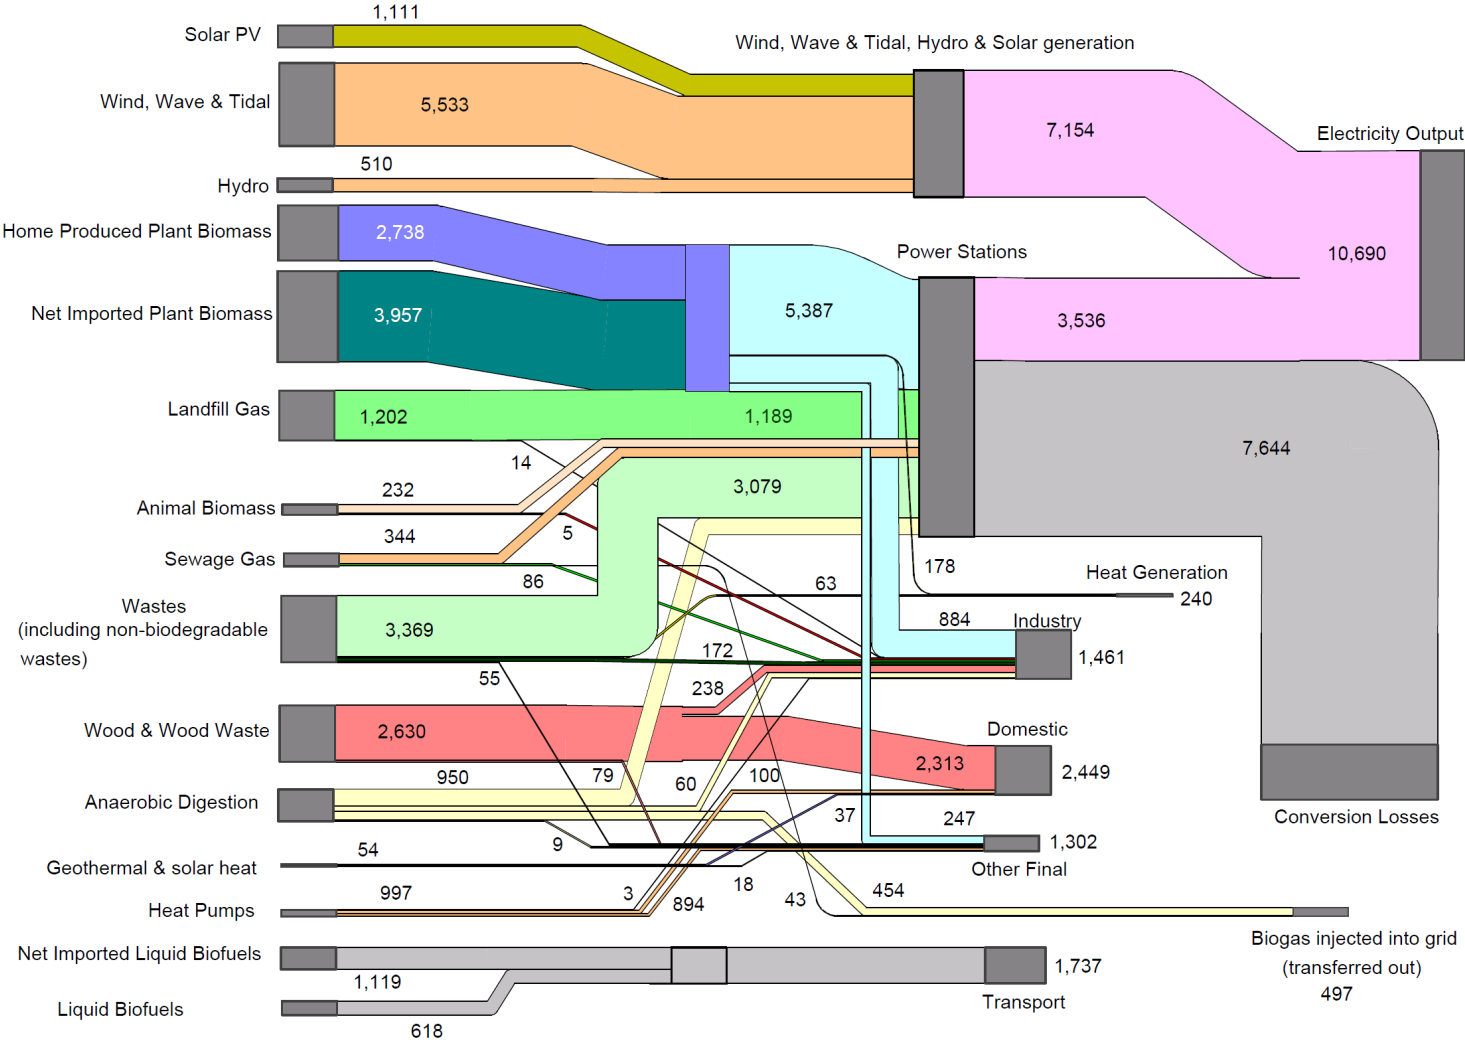 1,111
Solar PV
Wind, Wave & Tidal, Hydro & Solar generation
Wind, Wave & Tidal
5,533
7,154
Electricity Output
510
Hydro
Home Produced Plant Biomass
2,738
Power Stations
10,690
Net Imported Plant Biomass
3,957
5,387
3,536
Landfill Gas
1,202
1,189
14
7,644
Animal Biomass
232
3,079
344
5
Sewage Gas
86
63
178
Heat Generation
240
Wastes
(including non-biodegradable
wastes)
3,369
884
Industry
172
1,461
55
238
Wood & Wood Waste
2,630
Domestic
2,313
2,449
950
79
60
100
Anaerobic Digestion
37
247
Conversion Losses
9
54
1,302
Geothermal & solar heat
Other Final
18
997
3
894
43
454
Heat Pumps
Biogas injected into grid
(transferred out)
497
Net Imported Liquid Biofuels
1,119
1,737
Transport
Liquid Biofuels
618